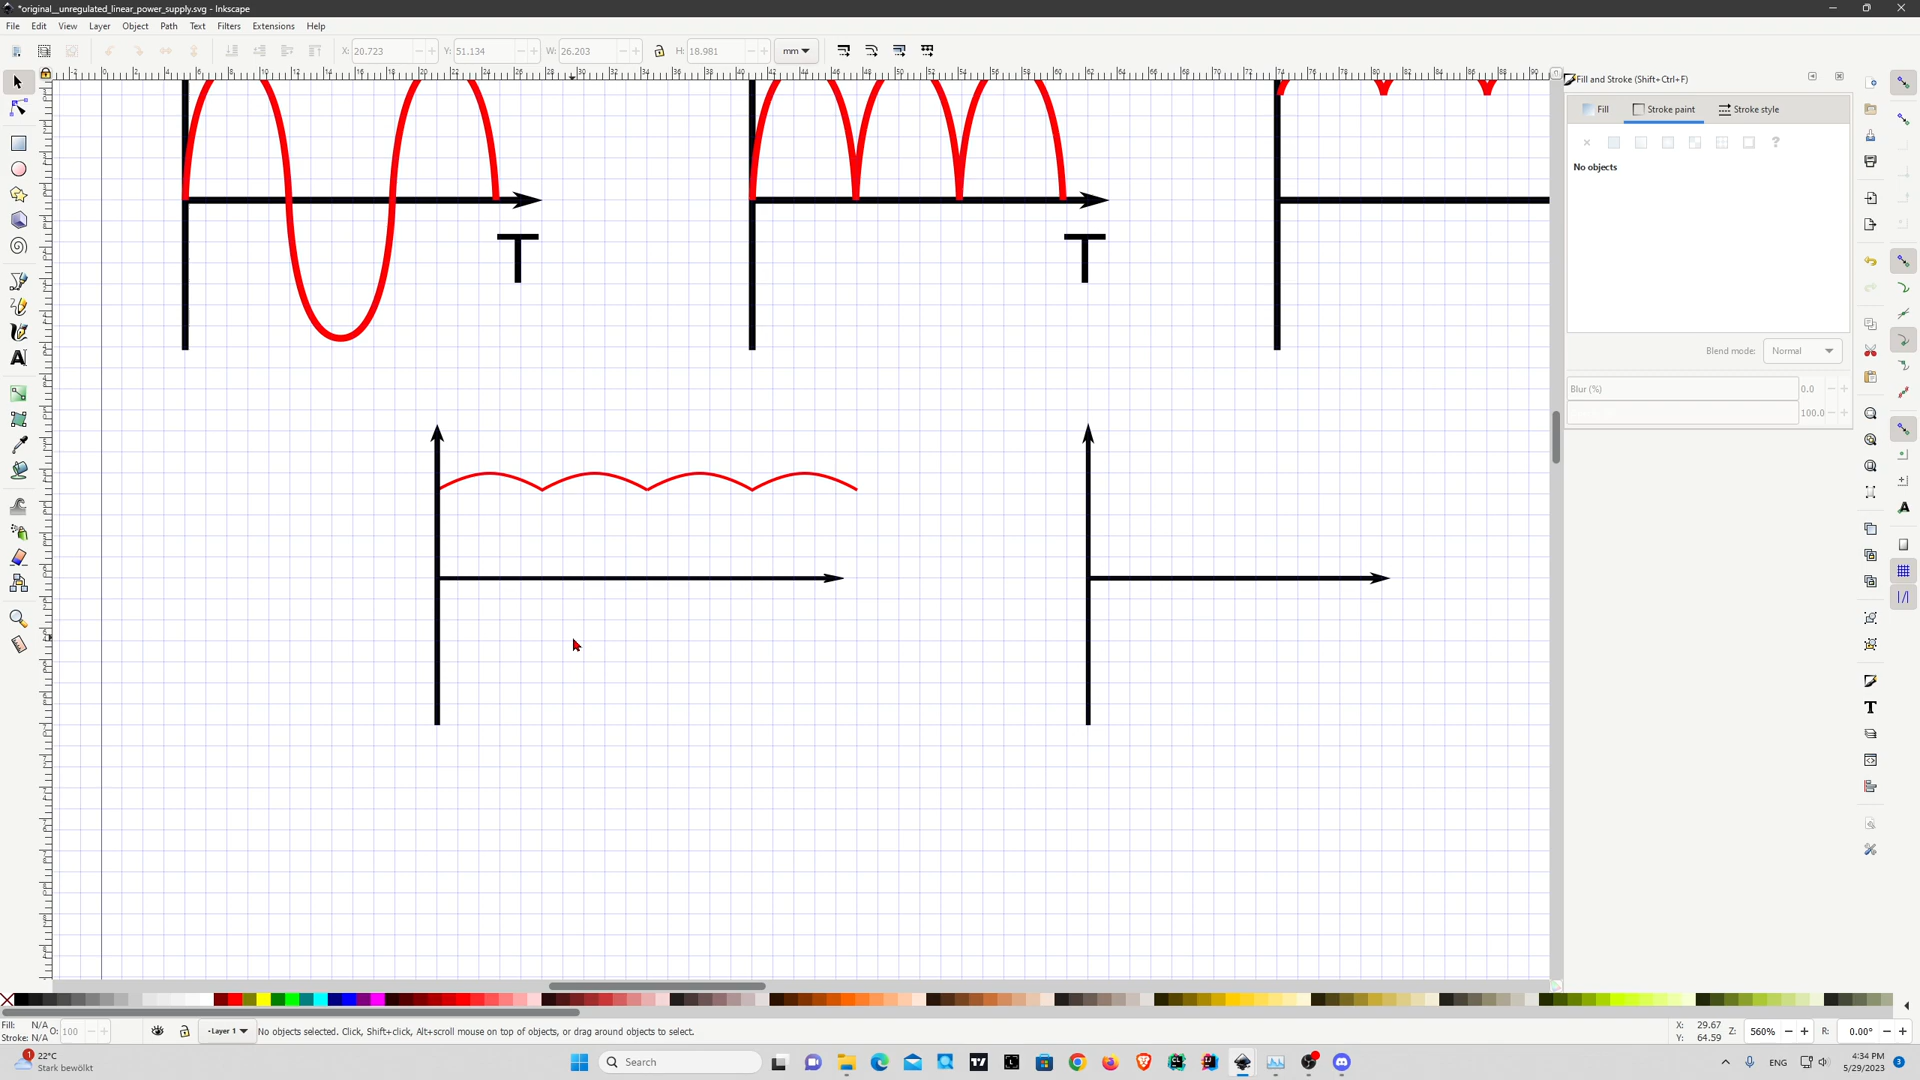 *original__unregulated_linear_power_supply.svg - Inkscape
File Edit View Layer Object Path Text Filters Extensions Help
X: 20.723 Y: 51.134 W: 26.203 H: 18.981 mm
Fill and Stroke (Shift+Ctrl+F)
Fill Stroke paint Stroke style
?
No objects
T T
Blend mode: Normal
Blur (%) 0.0
100.0
Fill: N/A
Stroke: N/A O: 100
Layer 1
No objects selected. Click, Shift+click, Alt+scroll mouse on top of objects, or drag around objects to select.
X: 29.67
Y: 64.59
Z: 560% R: 0.00°
1
22°C
Stark bewölkt
Search
ENG
4:34 PM
5/29/2023
3